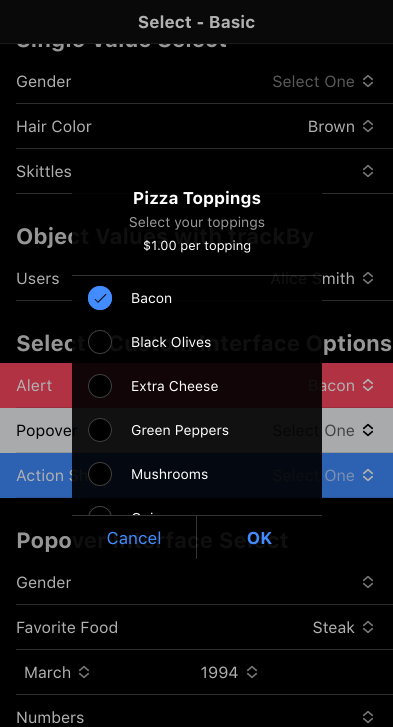 Select - Basic
Single Value Select
Gender Select One
Hair Color Brown
Skittles
Pizza Toppings
Select your toppings
$1.00 per topping
Object Values with trackBy
Users Alice Smith
Bacon
Black Olives
Select Custom Interface Options
Alert Bacon
Extra Cheese
Popover Select One
Green Peppers
Action Select One
Mushrooms
Cancel OK
Popover Interface Select
Gender
Favorite Food Steak
March 1994
Numbers